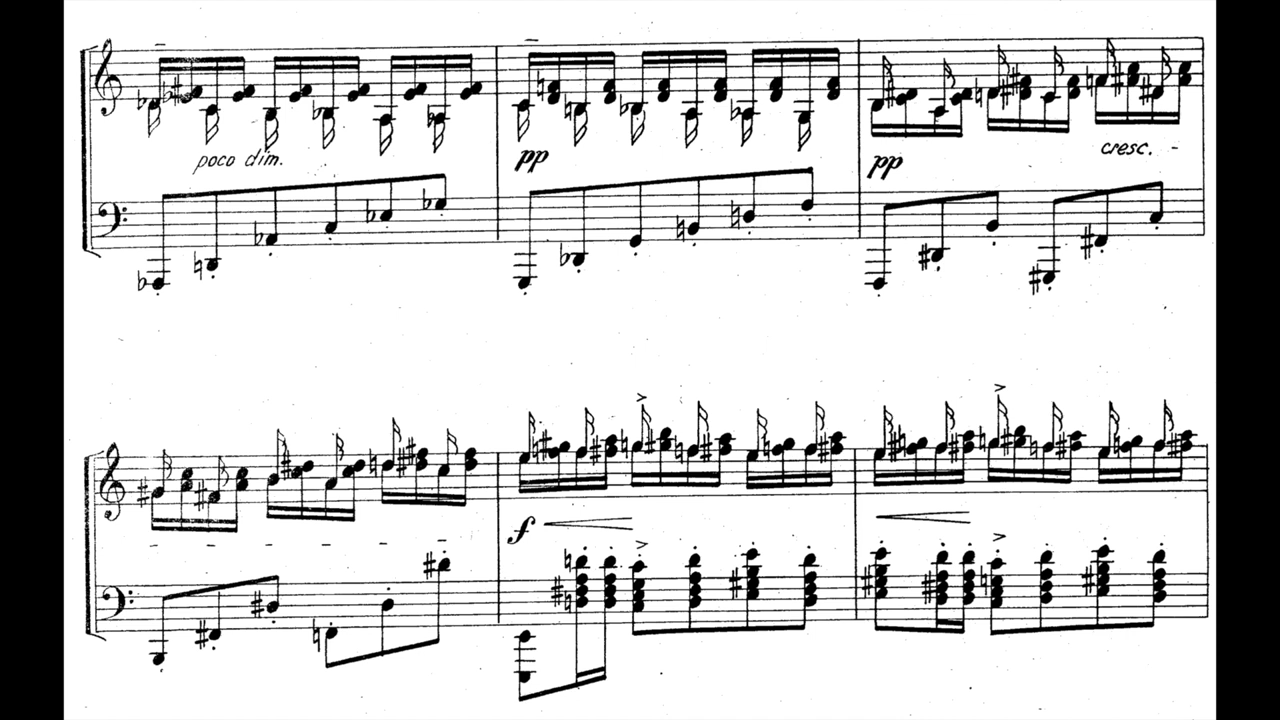 poco dim.
pp
pp
cresc. -
f